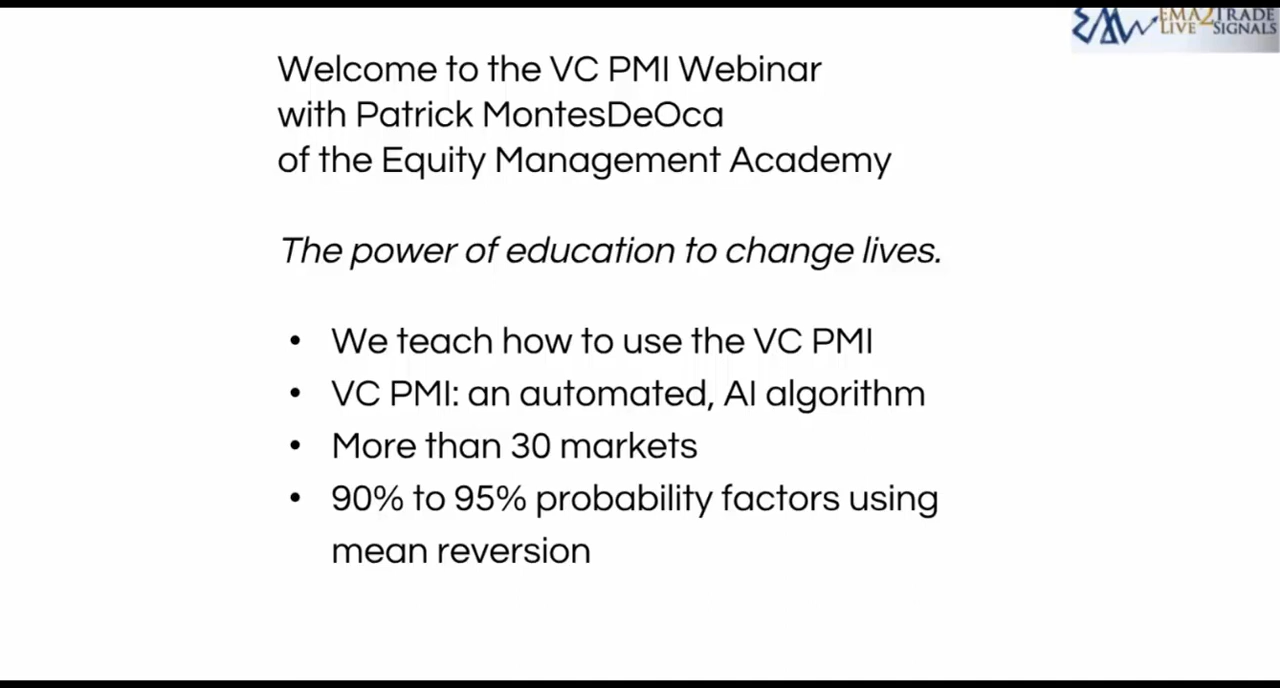 EMA2TRADE
LIVE SIGNALS
Welcome to the VC PMI Webinar
with Patrick MontesDeOca
of the Equity Management Academy
The power of education to change lives.
• We teach how to use the VC PMI
• VC PMI: an automated, AI algorithm
• More than 30 markets
• 90% to 95% probability factors using
mean reversion